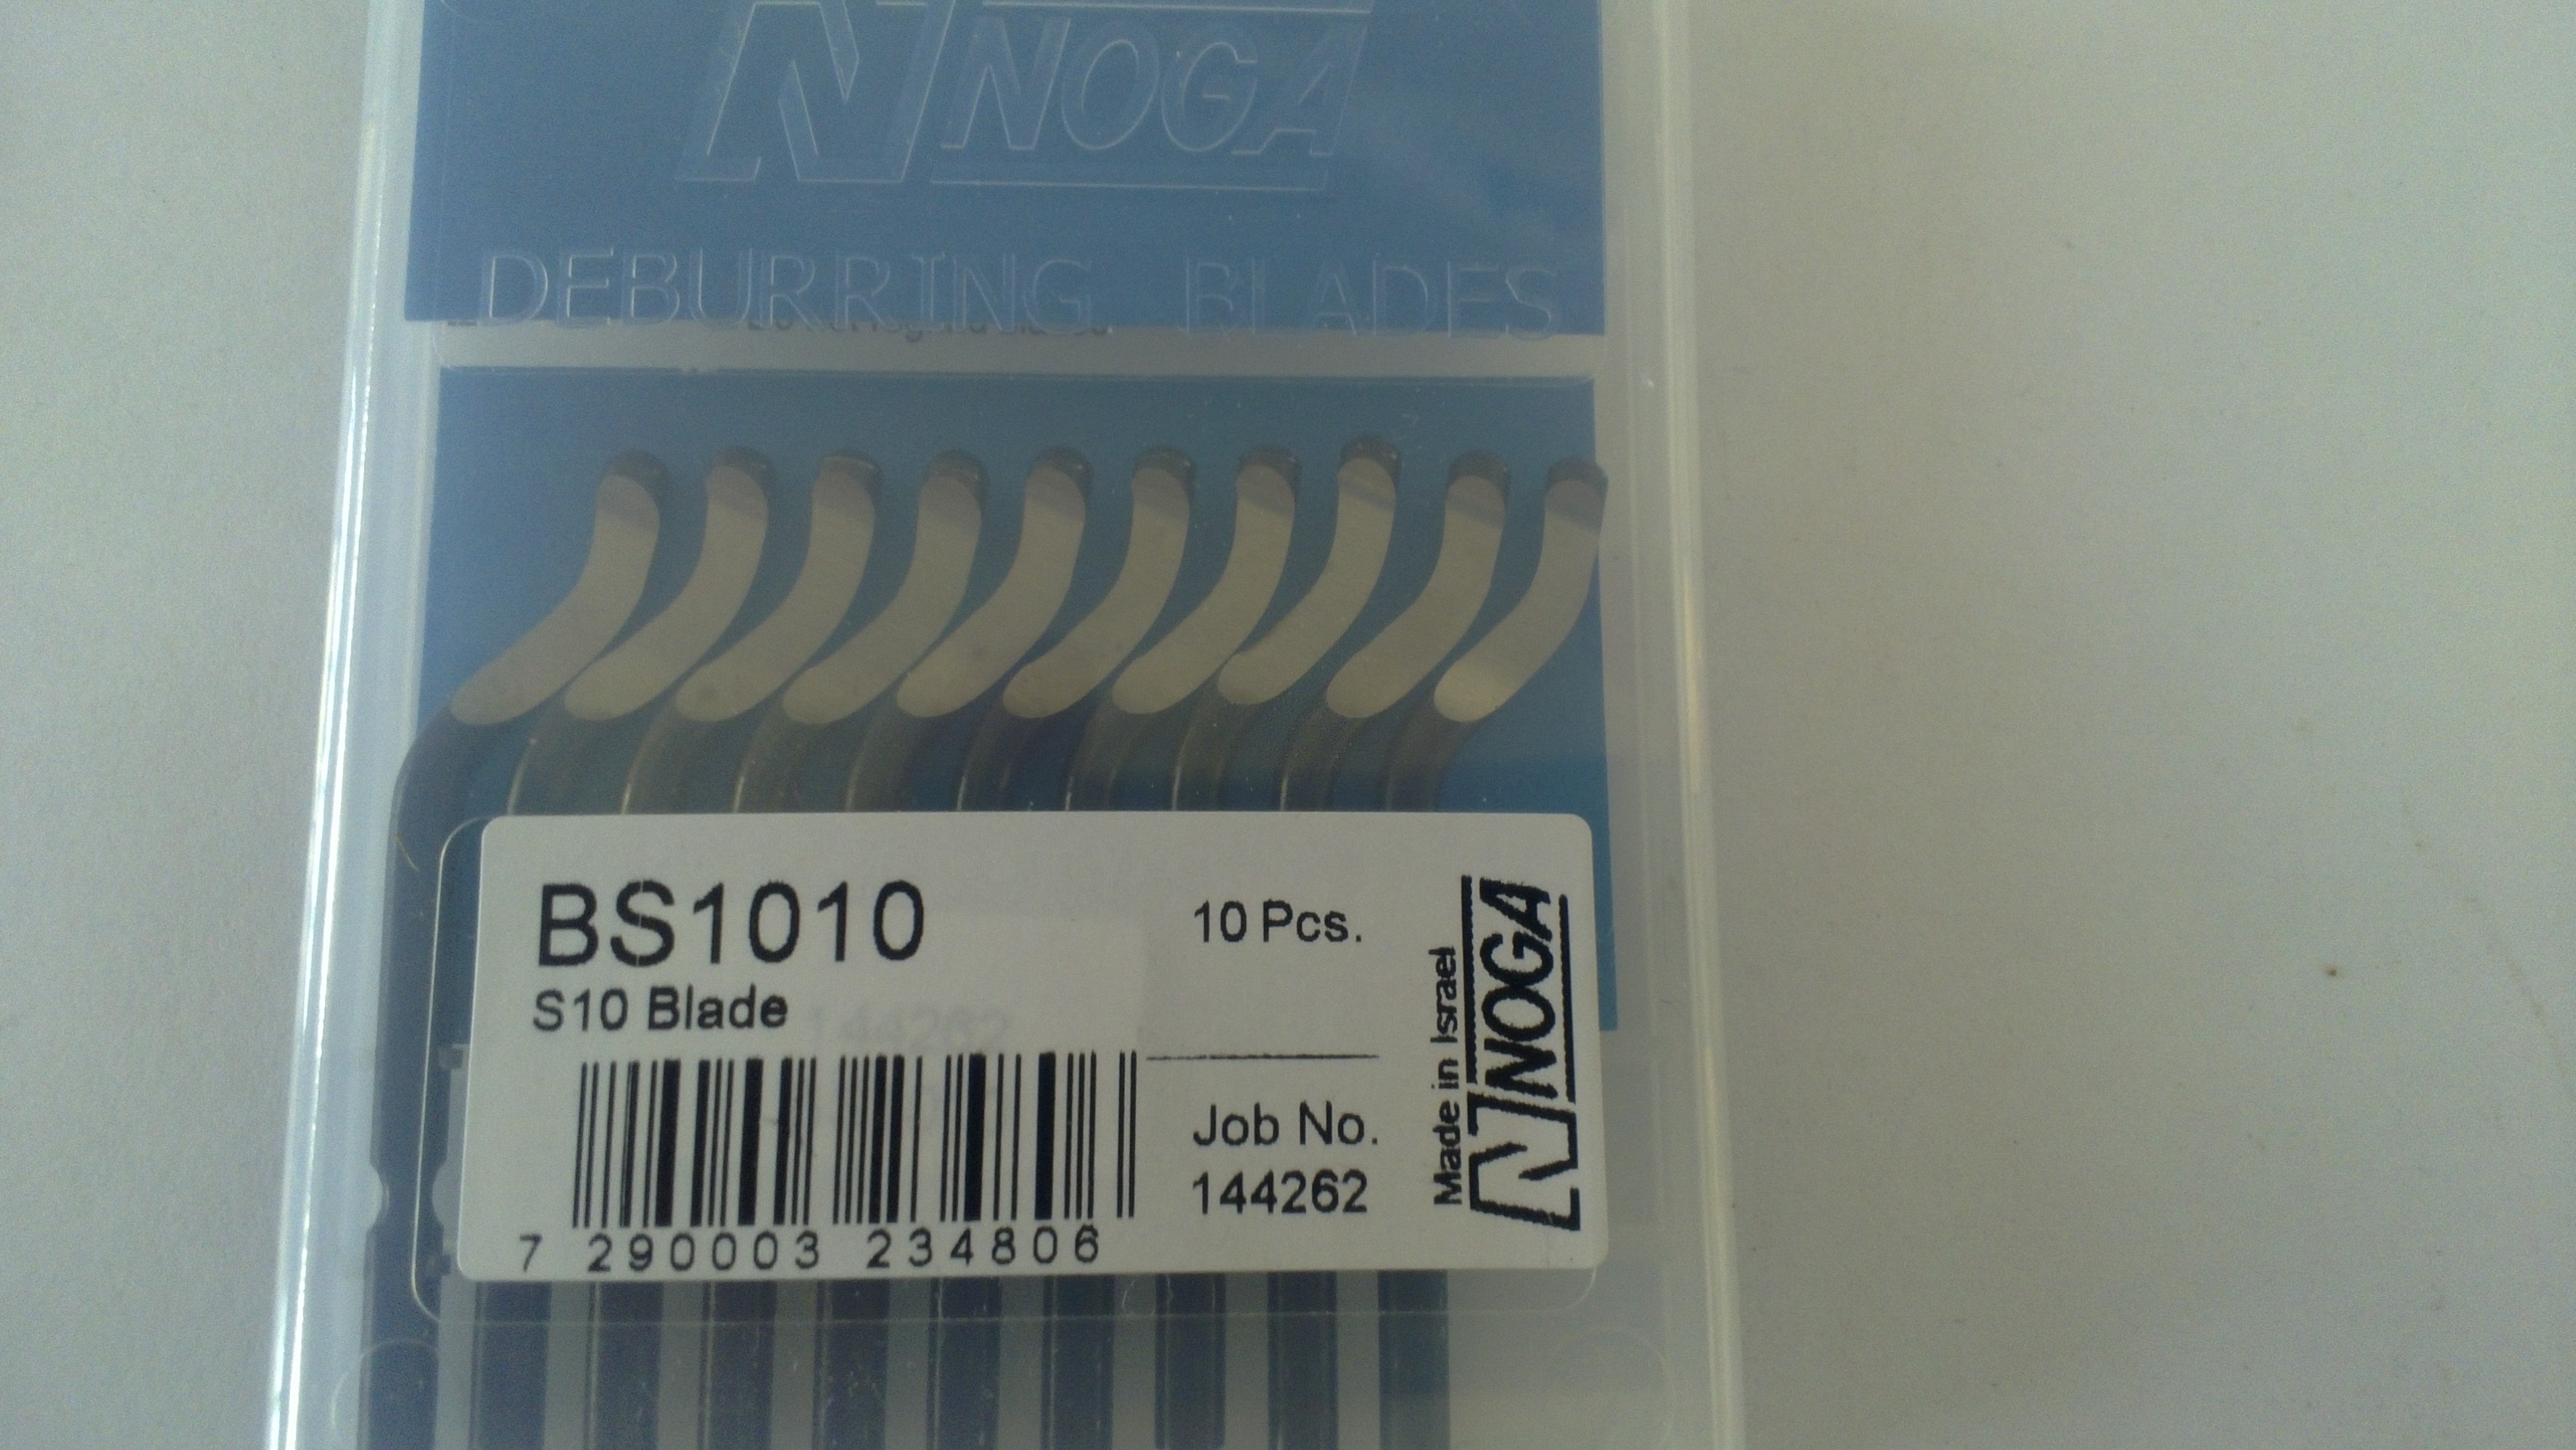 NOGA
DEBURRING BLADES
BS1010
10 Pcs.
S10 Blade
Job No.
144262
7 290003 234806
Made in Israel
NOGA